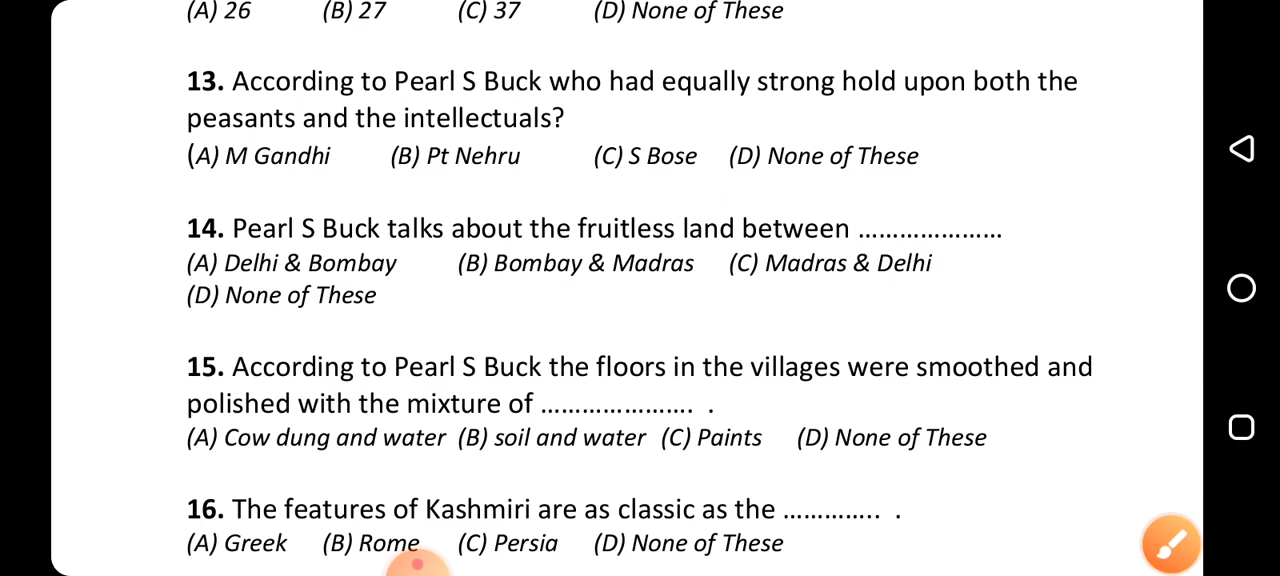 (A) 26 (B) 27 (C) 37 (D) None of These
13. According to Pearl S Buck who had equally strong hold upon both the
peasants and the intellectuals?
(A) M Gandhi (B) Pt Nehru (C) S Bose (D) None of These
14. Pearl S Buck talks about the fruitless land between .....................
(A) Delhi & Bombay (B) Bombay & Madras (C) Madras & Delhi
(D) None of These
15. According to Pearl S Buck the floors in the villages were smoothed and
polished with the mixture of ...................... .
(A) Cow dung and water (B) soil and water (C) Paints (D) None of These
16. The features of Kashmiri are as classic as the .............. .
(A) Greek (B) Rome (C) Persia (D) None of These